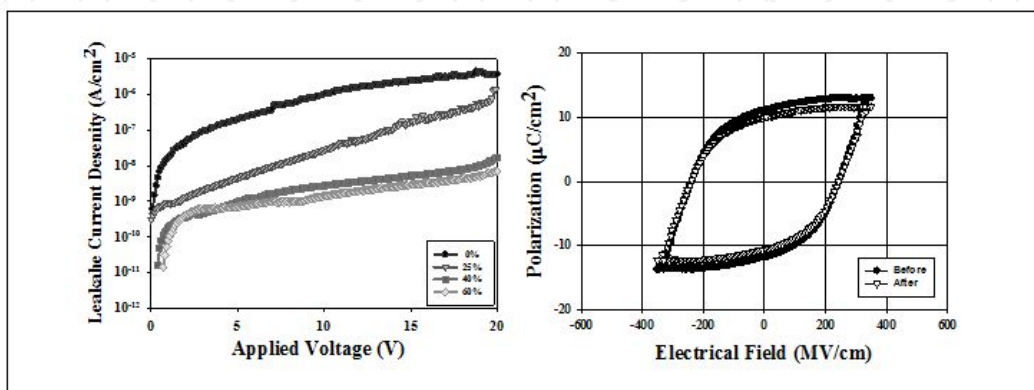 Leakahe Current Desenity (A/cm²)
10⁻⁵
10⁻⁶
10⁻⁷
10⁻⁸
10⁻⁹
10⁻¹⁰
10⁻¹¹
10⁻¹²
0 5 10 15 20
Applied Voltage (V)
0%
25%
40%
60%
Polarization (µC/cm²)
20
10
0
-10
-20
-600 -400 -200 0 200 400 600
Electrical Field (MV/cm)
Before
After